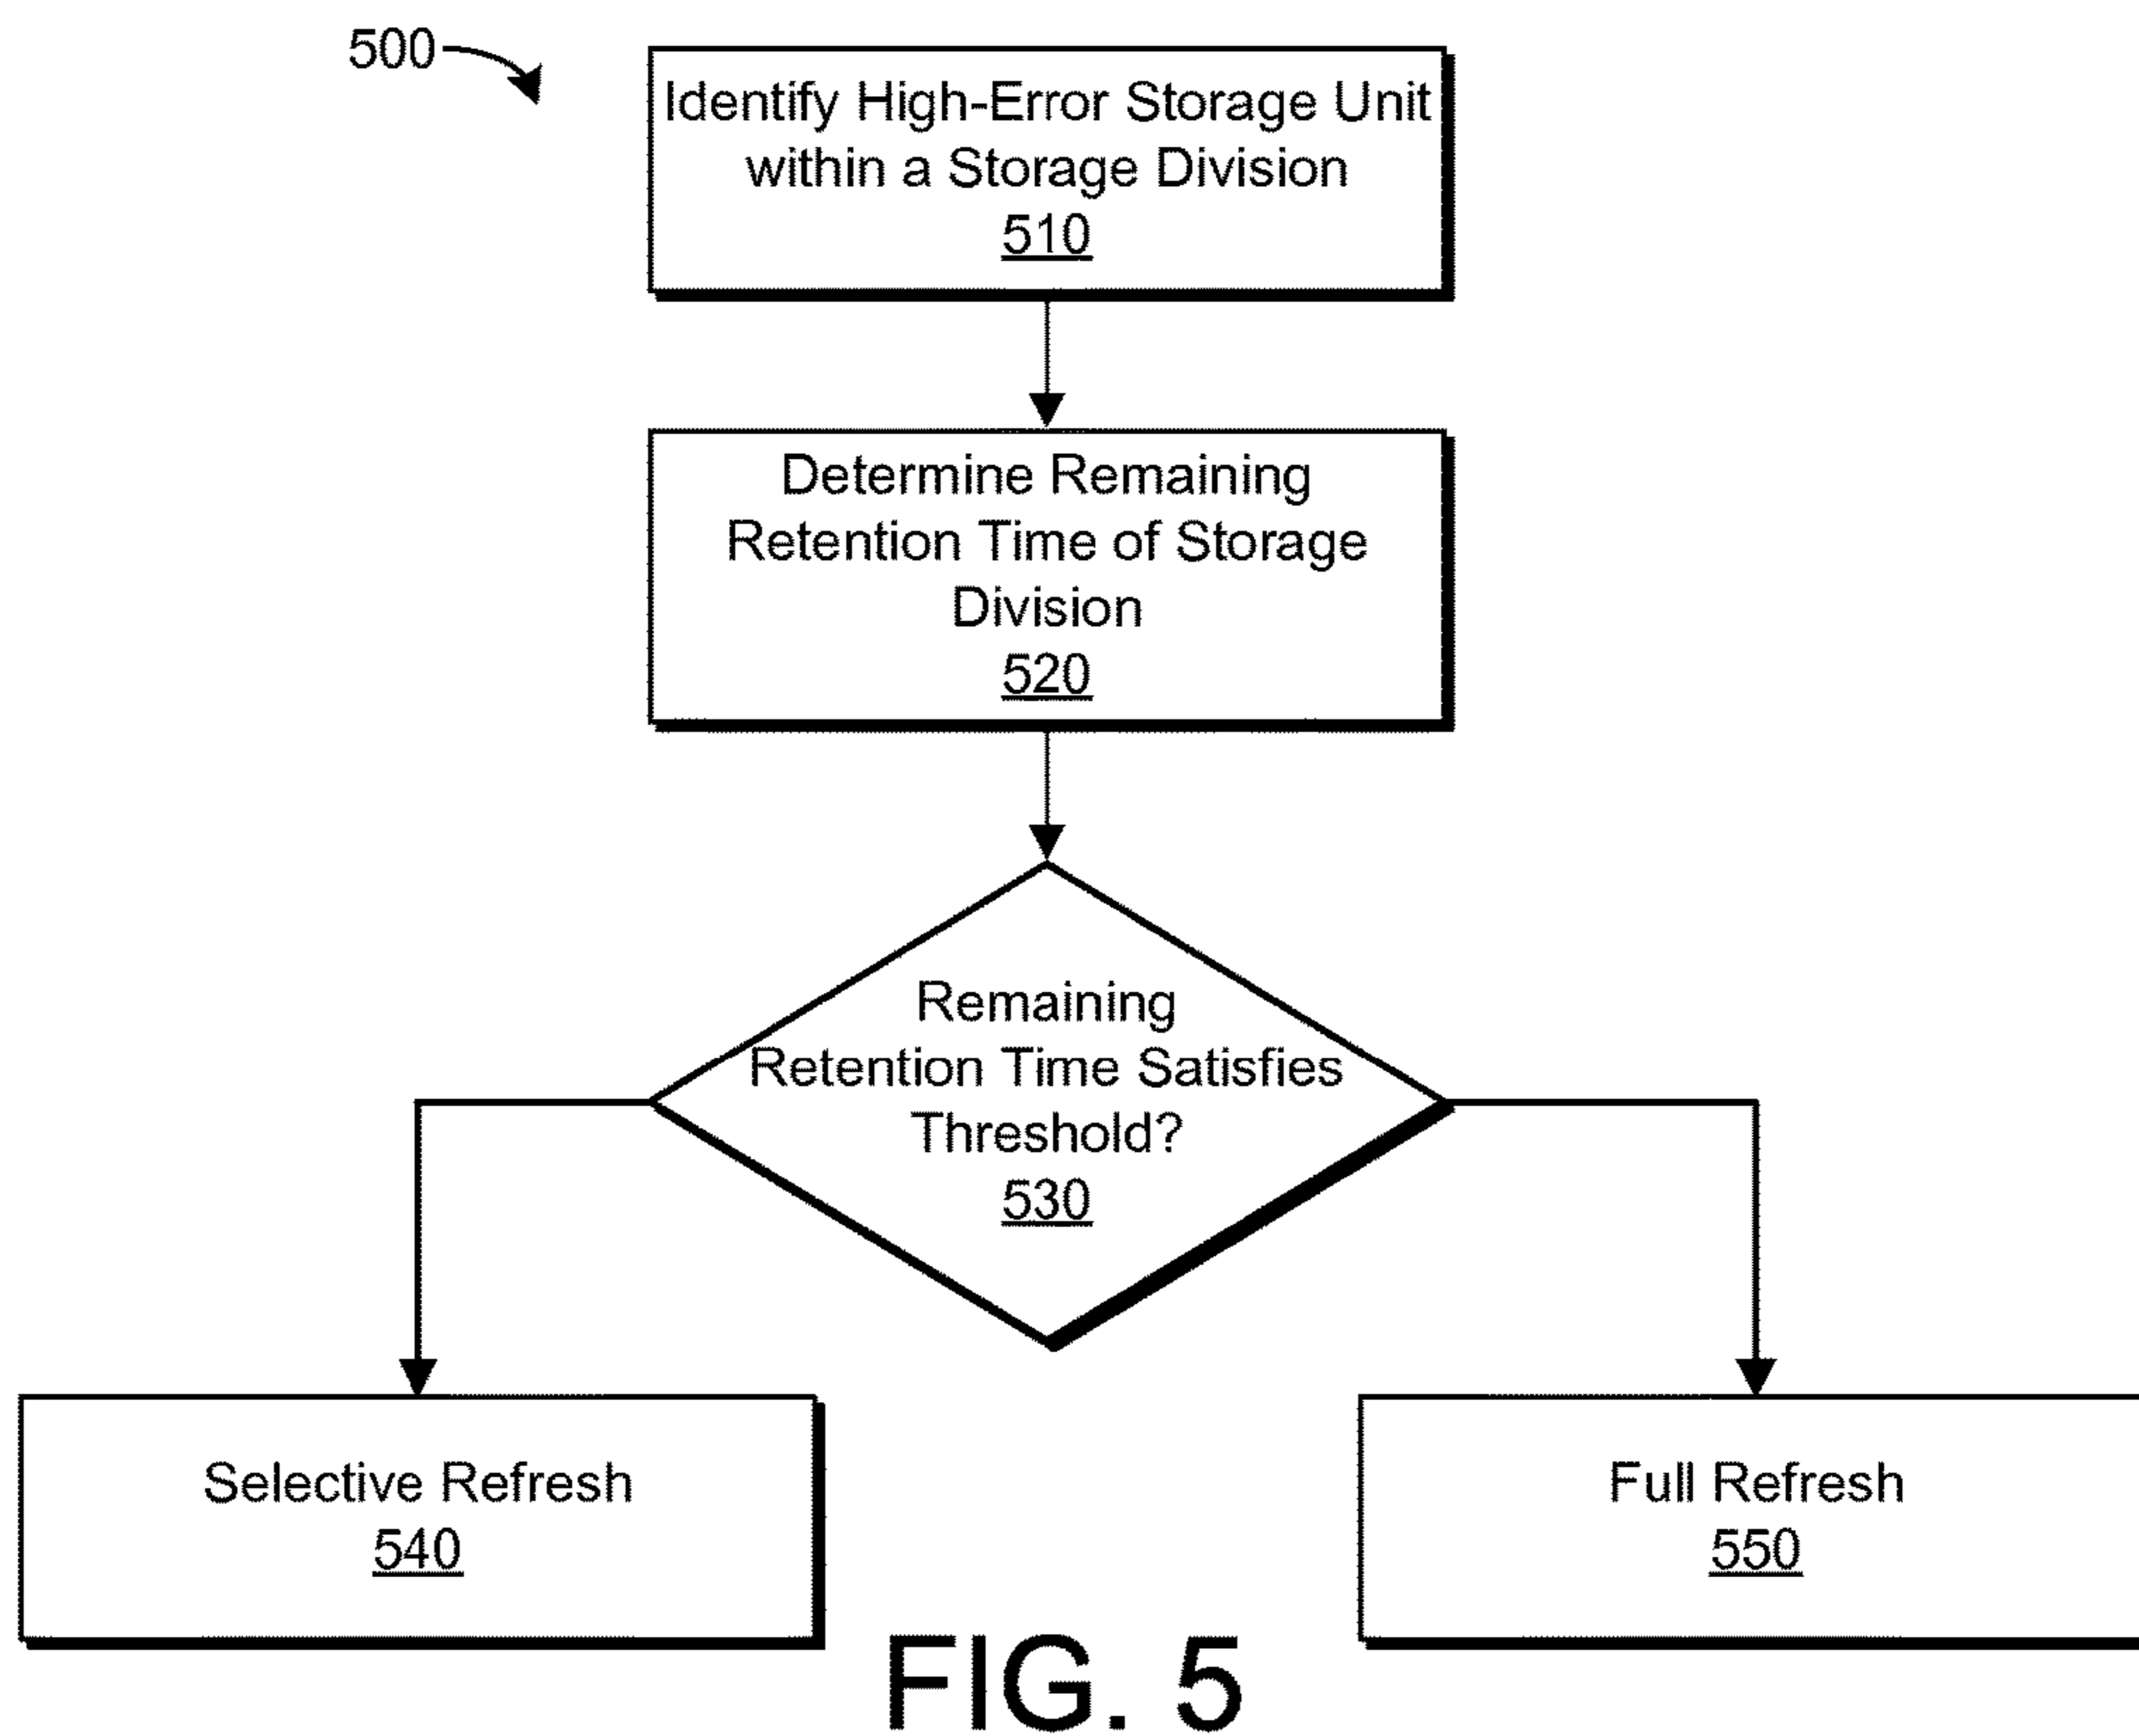 500
Identify High-Error Storage Unit
within a Storage Division
510
Determine Remaining
Retention Time of Storage
Division
520
Remaining
Retention Time Satisfies
Threshold?
530
Selective Refresh
540
Full Refresh
550
FIG. 5